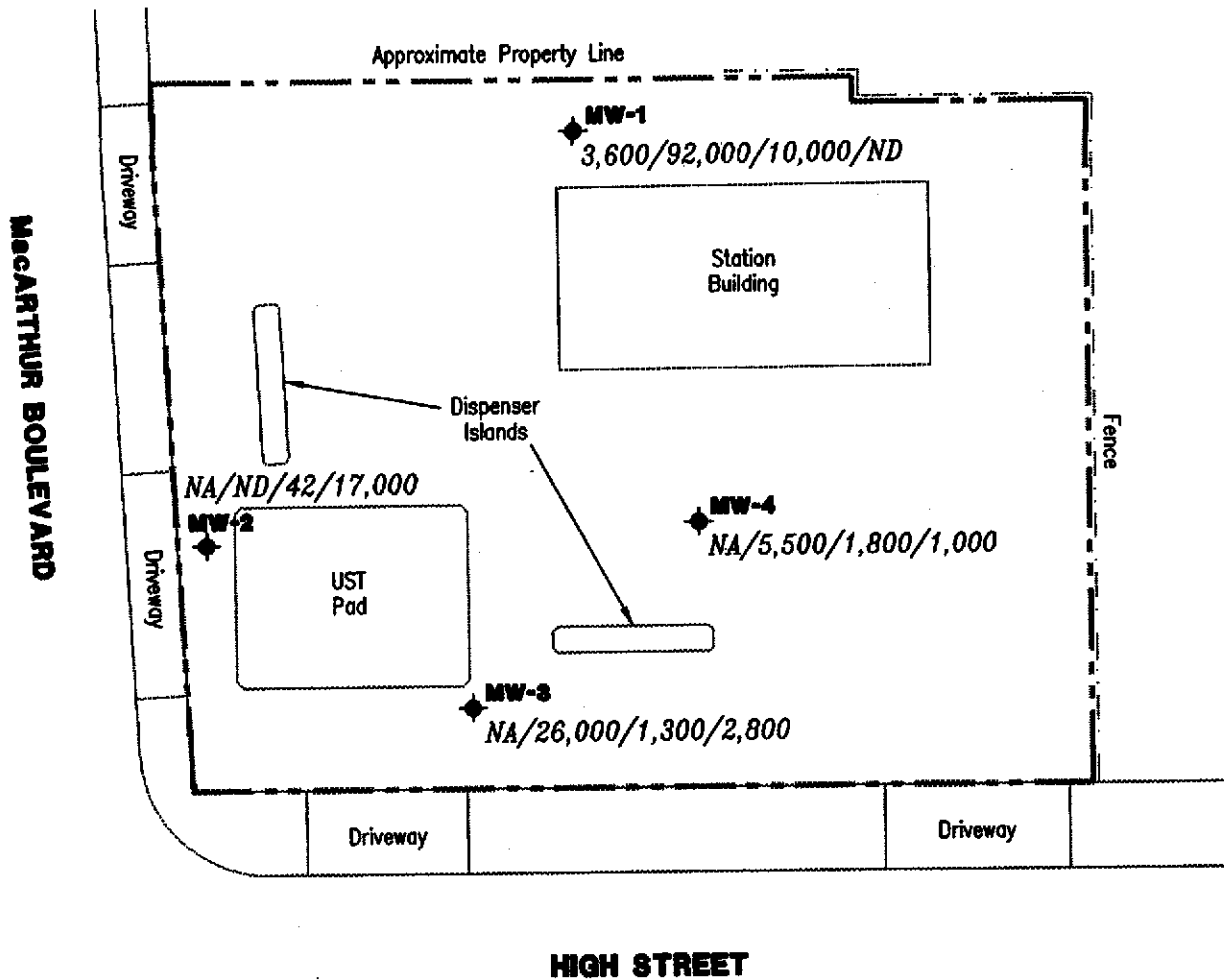 Approximate Property Line
MW-1
3,600/92,000/10,000/ND
Driveway
Station
Building
MacARTHUR BOULEVARD
Dispenser
Islands
Fence
NA/ND/42/17,000
MW-2
MW-4
NA/5,500/1,800/1,000
Driveway
UST
Pad
MW-3
NA/26,000/1,300/2,800
Driveway
Driveway
HIGH STREET